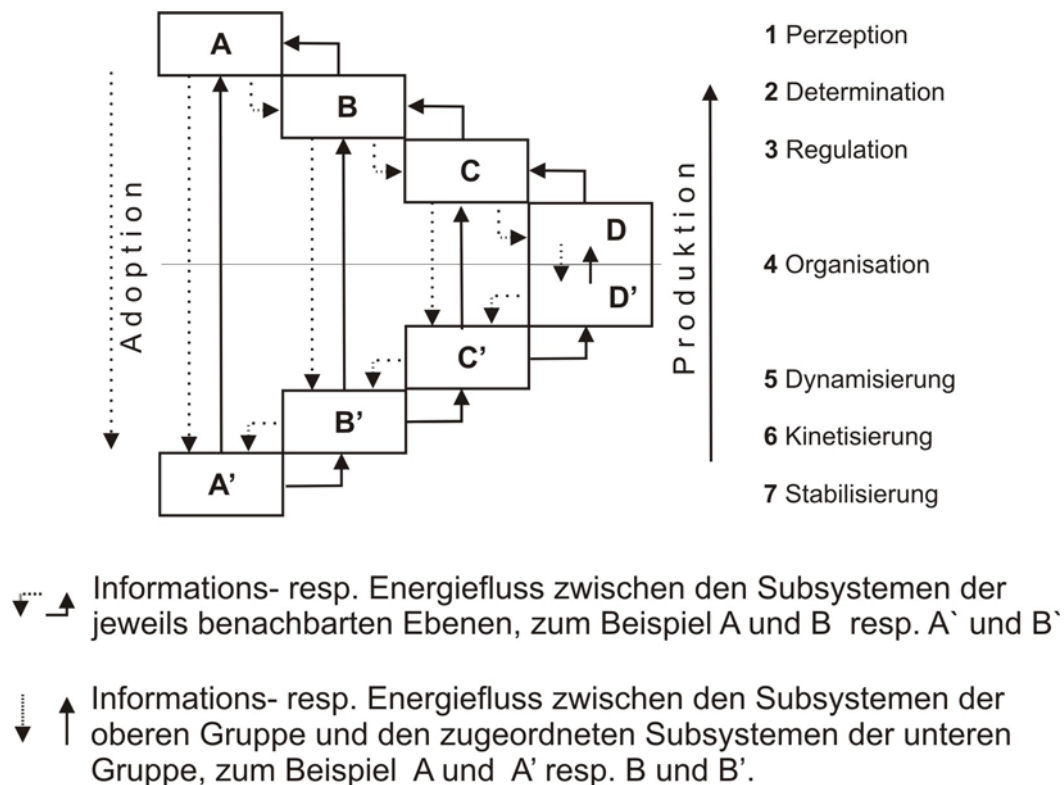 A
B
C
D
D’
C’
B’
A’
Adoption
Produktion
1 Perzeption
2 Determination
3 Regulation
4 Organisation
5 Dynamisierung
6 Kinetisierung
7 Stabilisierung
Informations- resp. Energiefluss zwischen den Subsystemen der
jeweils benachbarten Ebenen, zum Beispiel A und B resp. A` und B`
Informations- resp. Energiefluss zwischen den Subsystemen der
oberen Gruppe und den zugeordneten Subsystemen der unteren
Gruppe, zum Beispiel A und A’ resp. B und B’.